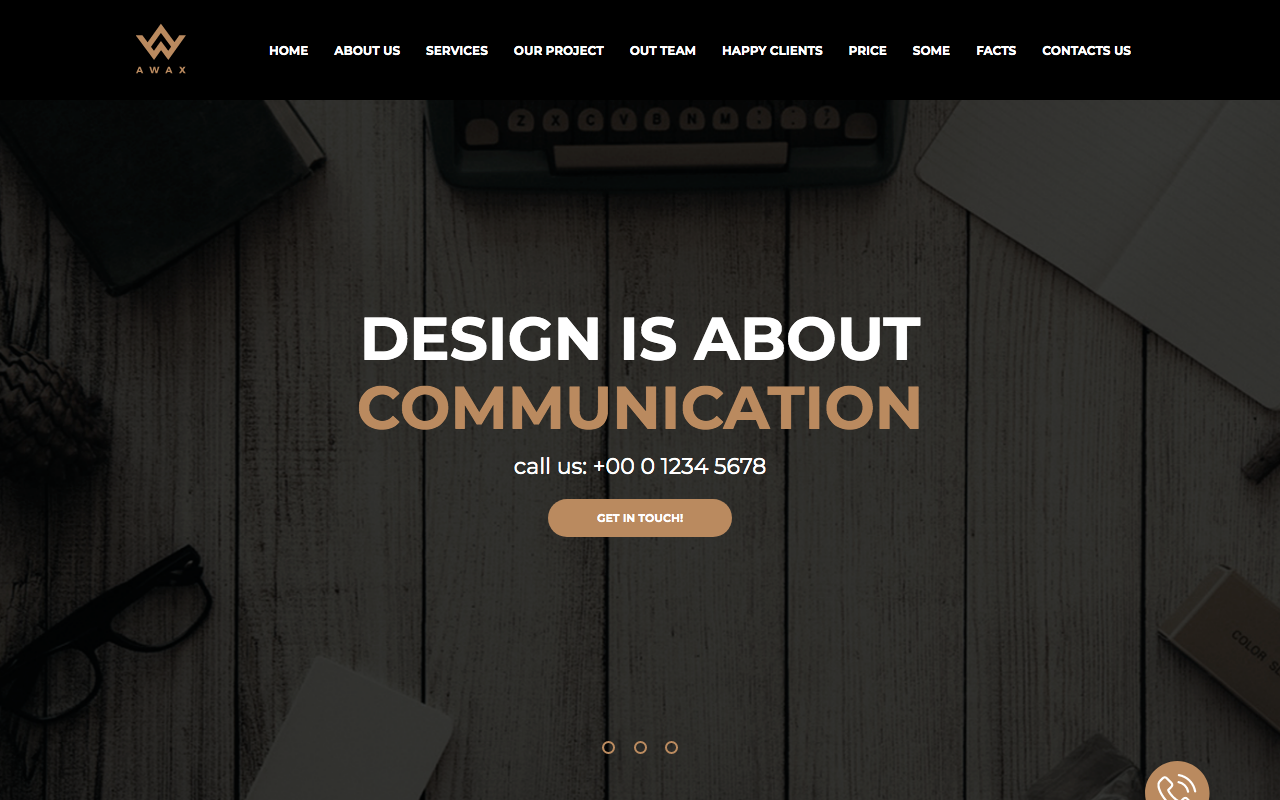 AWAX
HOME ABOUT US SERVICES OUR PROJECT OUT TEAM HAPPY CLIENTS PRICE SOME FACTS CONTACTS US
Z X C V B N M
DESIGN IS ABOUT
COMMUNICATION
call us: +00 0 1234 5678
GET IN TOUCH!
COLOR